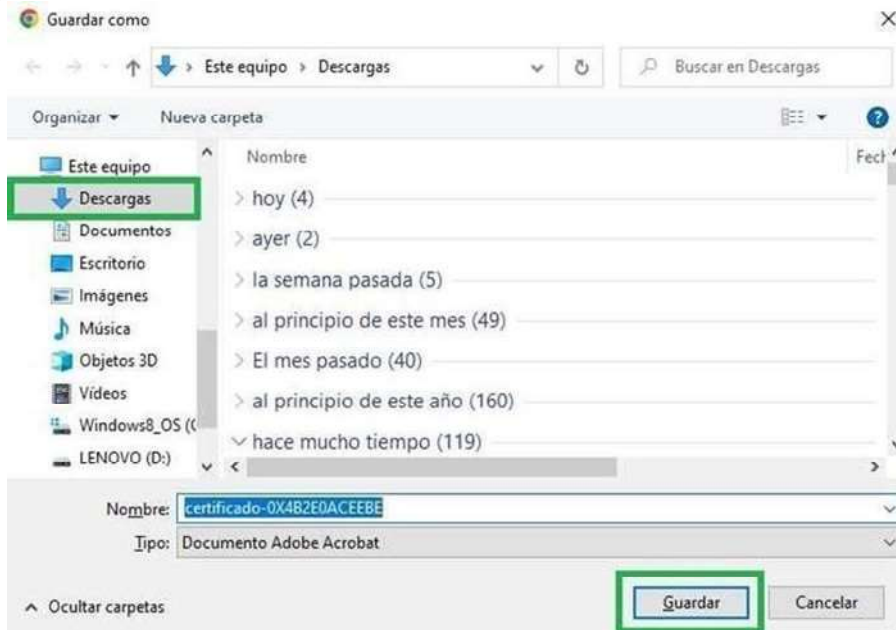 Guardar como
Este equipo > Descargas
Buscar en Descargas
Organizar
Nueva carpeta
Nombre
Este equipo
Descargas
Documentos
Escritorio
Imágenes
Música
Objetos 3D
Vídeos
Windows8_OS (C
LENOVO (D:)
Fech
hoy (4)
ayer (2)
la semana pasada (5)
al principio de este mes (49)
El mes pasado (40)
al principio de este año (160)
hace mucho tiempo (119)
Nombre: certificado-0X4B2E0ACEEBE
Tipo: Documento Adobe Acrobat
Ocultar carpetas
Guardar
Cancelar